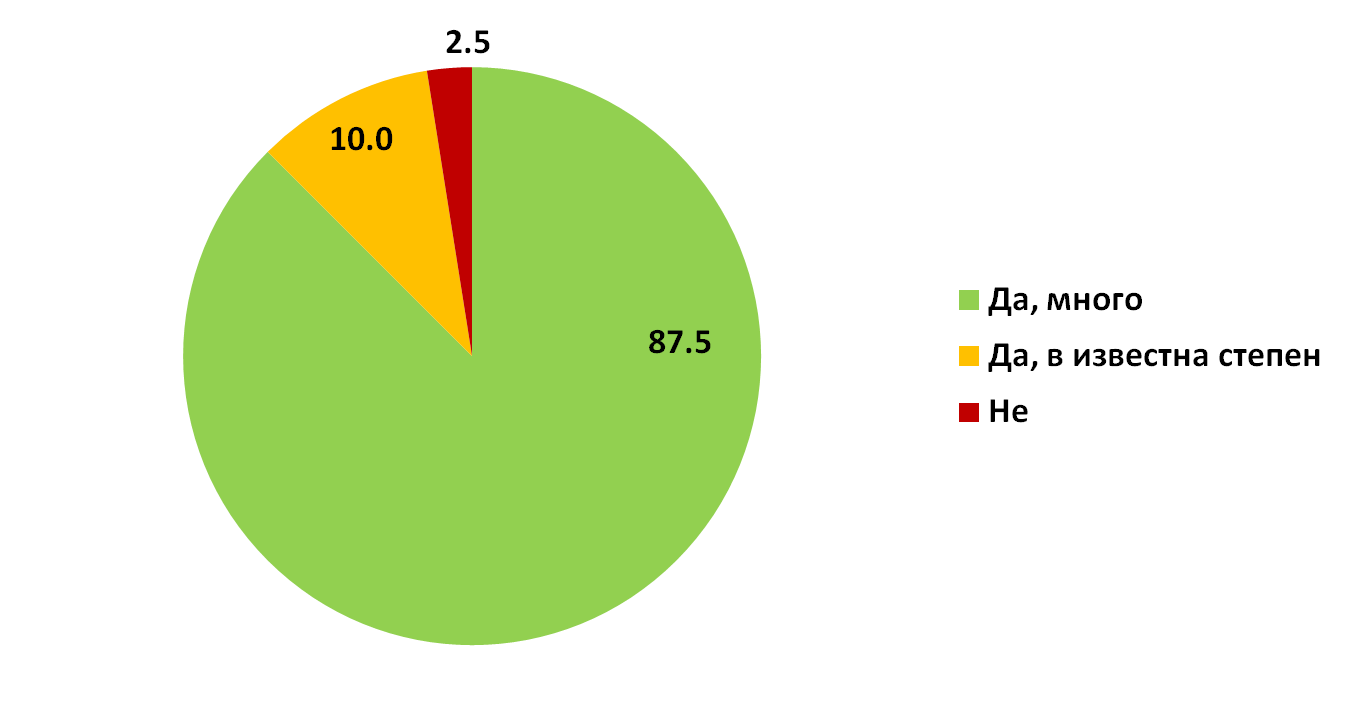 2.5
10.0
87.5
Да, много
Да, в известна степен
Не